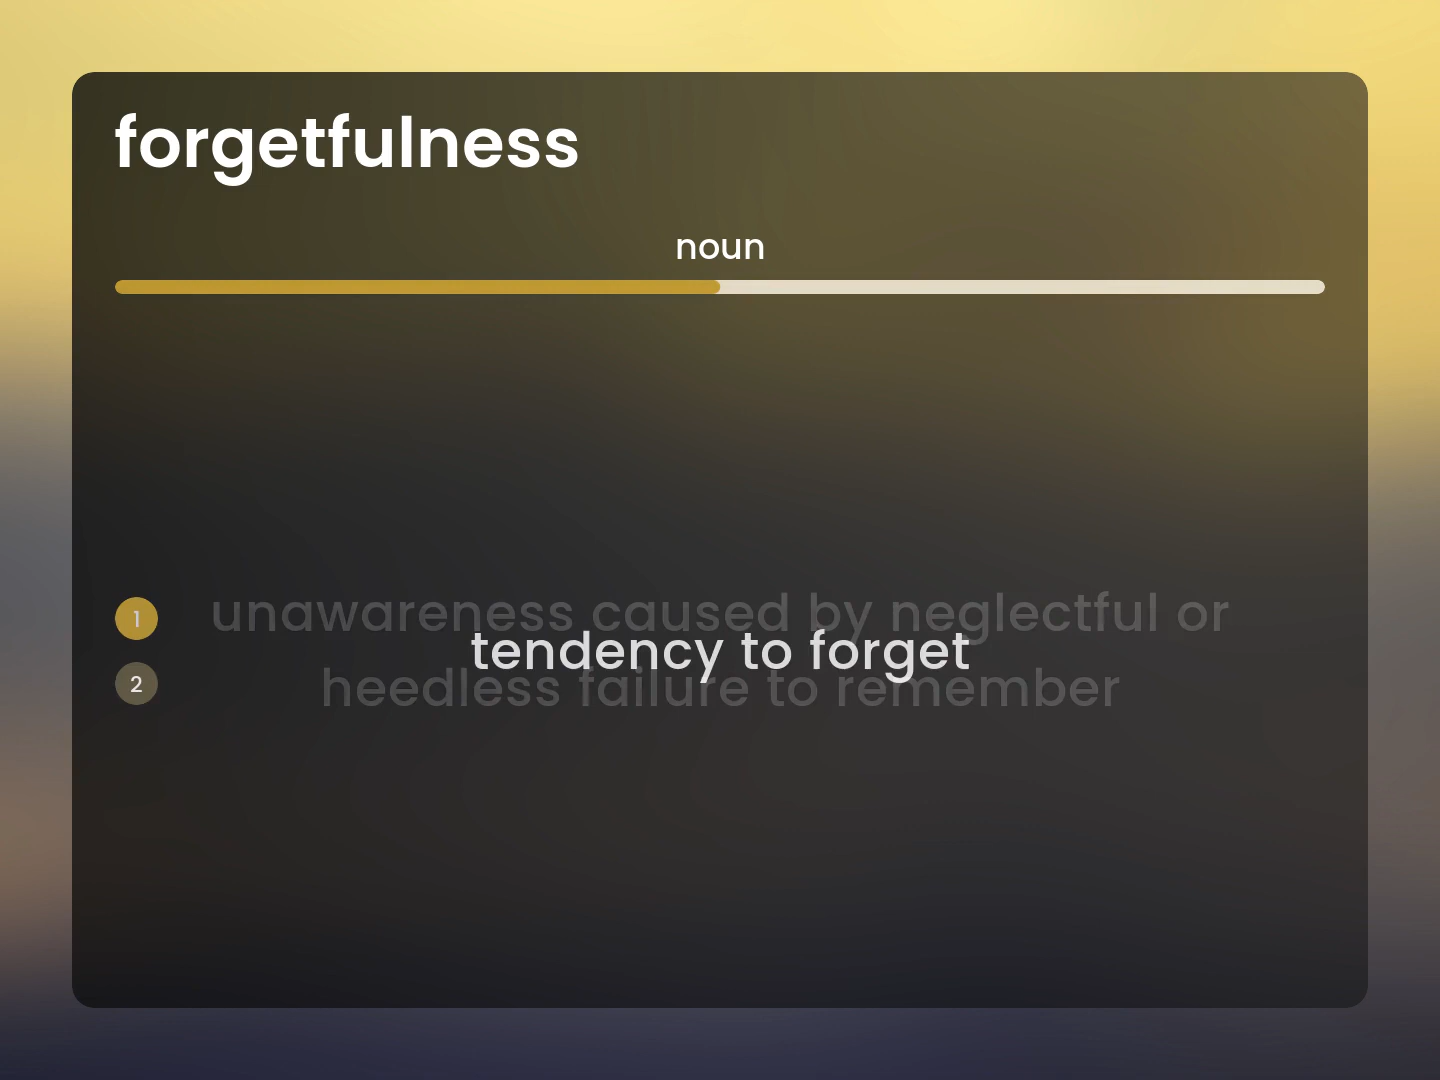 forgetfulness
noun
1
unawareness caused by neglectful or
tendency to forget
heedless failure to remember
2